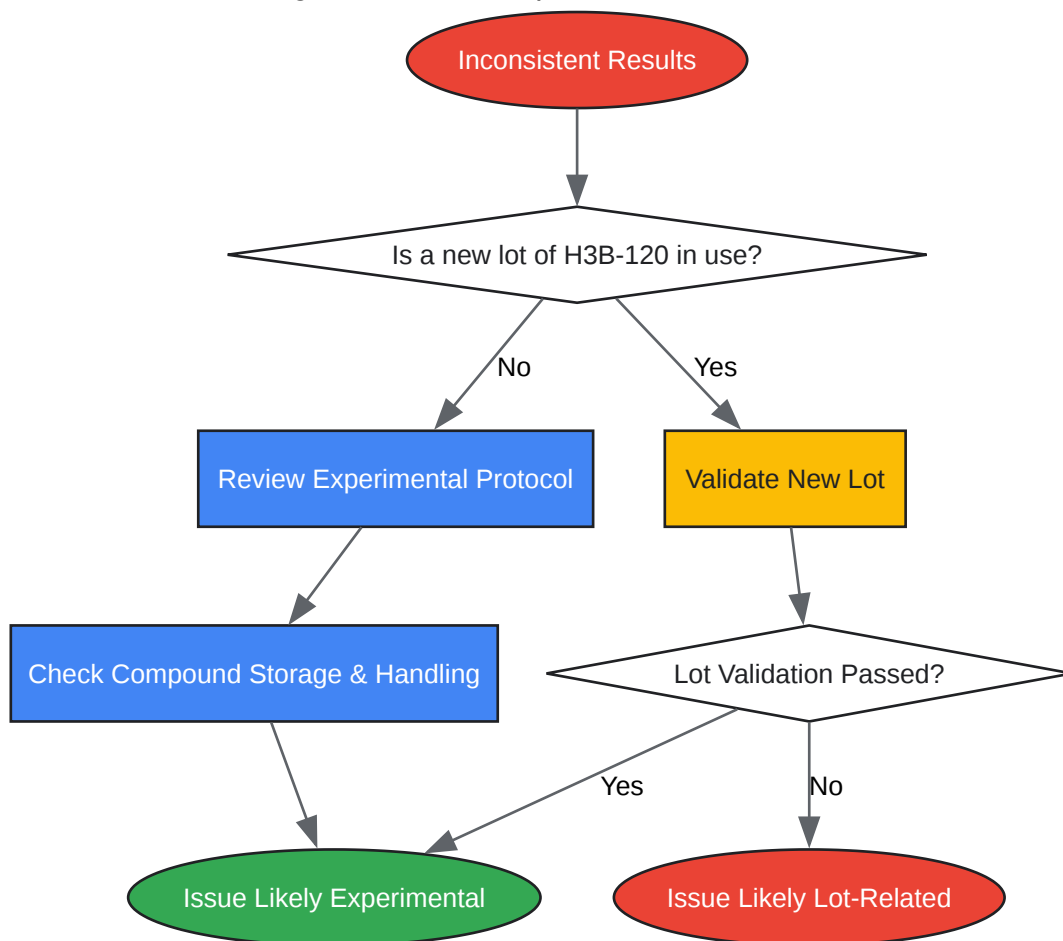 Inconsistent Results
Is a new lot of H3B-120 in use?
No
Yes
Review Experimental Protocol
Validate New Lot
Check Compound Storage & Handling
Lot Validation Passed?
Yes
No
Issue Likely Experimental
Issue Likely Lot-Related